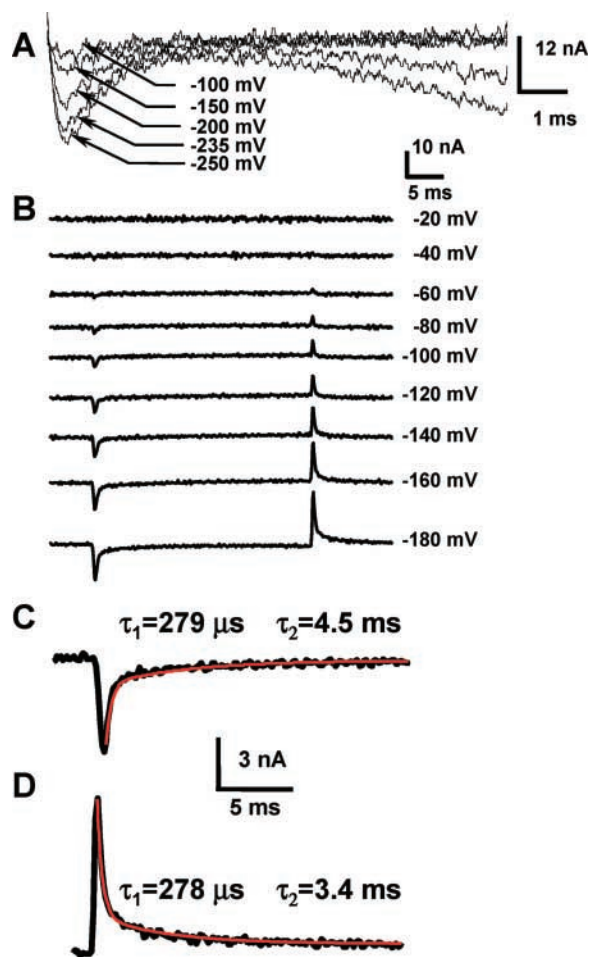 A
12 nA
1 ms
-100 mV
-150 mV
-200 mV
-235 mV
-250 mV
10 nA
5 ms
B
-20 mV
-40 mV
-60 mV
-80 mV
-100 mV
-120 mV
-140 mV
-160 mV
-180 mV
C
τ₁=279 μs τ₂=4.5 ms
3 nA
5 ms
D
τ₁=278 μs τ₂=3.4 ms